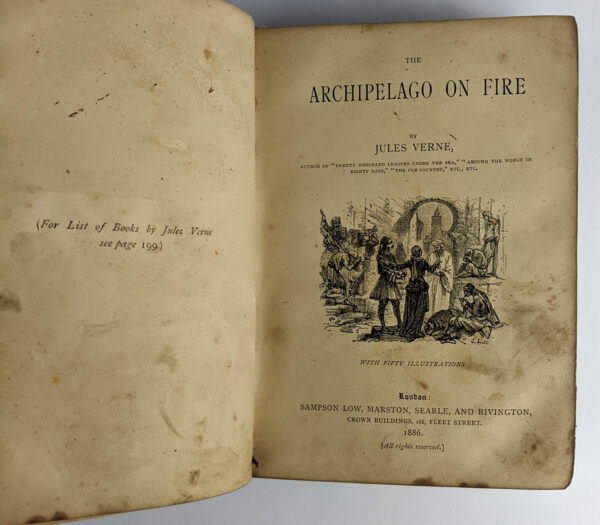 (For List of Books by Jules Verne
see page 199.)
THE
ARCHIPELAGO ON FIRE
BY
JULES VERNE,
AUTHOR OF "TWENTY THOUSAND LEAGUES UNDER THE SEA," "AROUND THE WORLD IN
EIGHTY DAYS," "THE FUR COUNTRY," ETC., ETC.
WITH FIFTY ILLUSTRATIONS
London:
SAMPSON LOW, MARSTON, SEARLE, AND RIVINGTON,
CROWN BUILDINGS, 188, FLEET STREET.
1886.
[All rights reserved.]